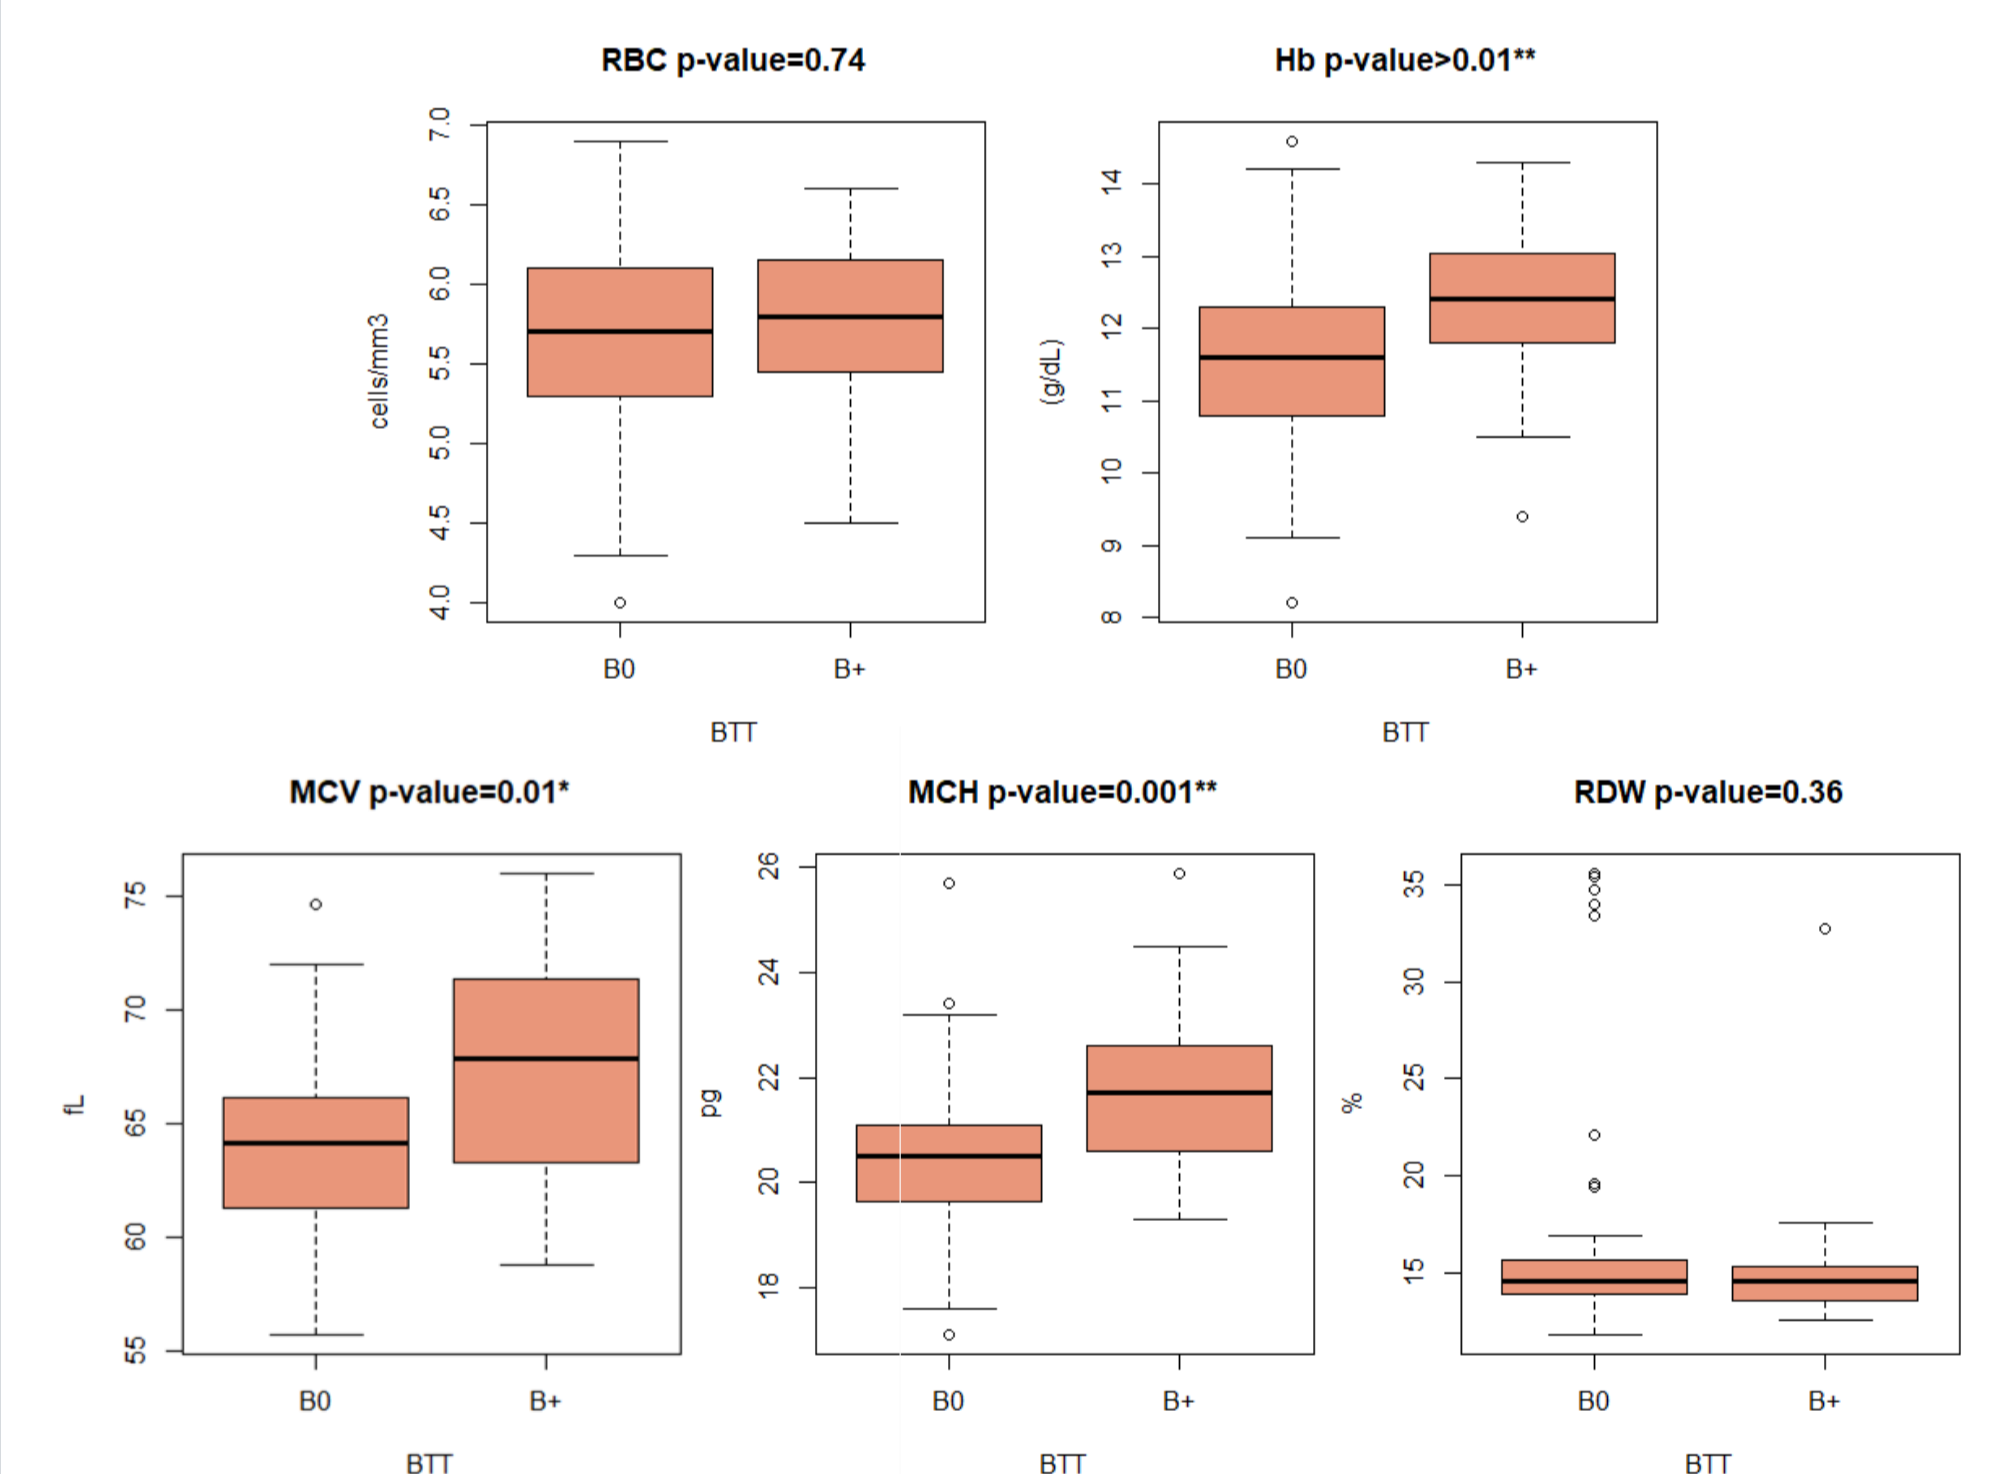 RBC p-value=0.74
cells/mm3
7.0
6.5
6.0
5.5
5.0
4.5
4.0
B0 B+
BTT
Hb p-value>0.01**
(g/dL)
14
13
12
11
10
9
8
B0 B+
BTT
MCV p-value=0.01*
fL
75
70
65
60
55
B0 B+
BTT
MCH p-value=0.001**
pg
26
24
22
20
18
B0 B+
BTT
RDW p-value=0.36
%
35
30
25
20
15
B0 B+
BTT